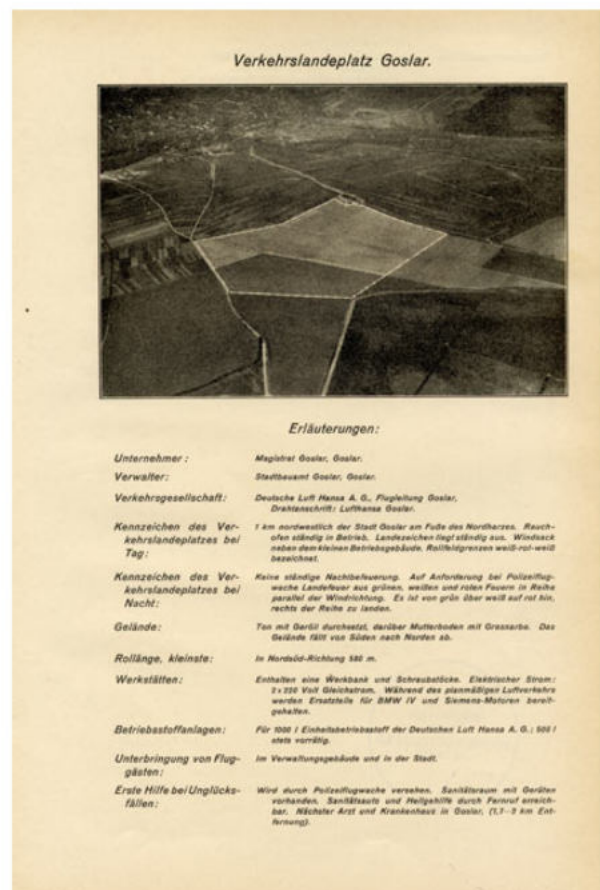 Verkehrslandeplatz Goslar.
Erläuterungen:
Unternehmer: Magistrat Goslar, Goslar.
Verwalter: Stadtbauamt Goslar, Goslar.
Verkehrsgesellschaft: Deutsche Luft Hansa A. G., Flugleitung Goslar,
Drahtanschrift: Lufthansa Goslar.
Kennzeichen des Ver-
kehrslandeplatzes bei
Tag:
1 km nordwestlich der Stadt Goslar am Fuße des Nordharzes. Rauch-
ofen ständig in Betrieb. Landezeichen liegt ständig aus. Windsack
neben dem kleinen Betriebsgebäude. Rollfeldgrenzen weiß-rot-weiß
bezeichnet.
Kennzeichen des Ver-
kehrslandeplatzes bei
Nacht:
Keine ständige Nachtbefeuerung. Auf Anforderung bei Polizeiflug-
wache Landefeuer aus grünen, weißen und roten Feuern in Reihe
parallel der Windrichtung. Es ist von grün über weiß auf rot hin,
rechts der Reihe zu landen.
Gelände: Ton mit Geröll durchsetzt, darüber Mutterboden mit Grasnarbe. Das
Gelände fällt von Süden nach Norden ab.
Rollänge, kleinste: In Nordsüd-Richtung 580 m.
Werkstätten: Enthalten eine Werkbank und Schraubstöcke. Elektrischer Strom:
2 x 220 Volt Gleichstrom. Während des planmäßigen Luftverkehrs
werden Ersatzteile für BMW IV und Siemens-Motoren bereit-
gehalten.
Betriebsstoffanlagen: Für 1000 l Einheitsbetriebsstoff der Deutschen Luft Hansa A. G.; 500 l
stets vorrätig.
Unterbringung von Flug-
gästen:
Im Verwaltungsgebäude und in der Stadt.
Erste Hilfe bei Unglücks-
fällen:
Wird durch Polizeiflugwache versehen. Sanitätsraum mit Geräten
vorhanden. Sanitätsauto und Heilgehilfe durch Fernruf erreich-
bar. Nächster Arzt und Krankenhaus in Goslar, km Ent-
fernung).